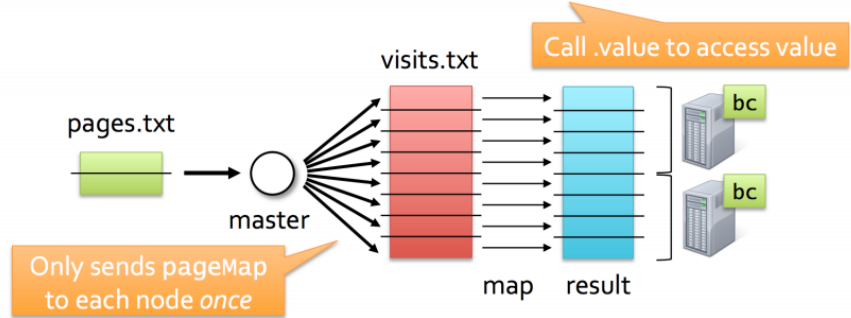 Call .value to access value
visits.txt
pages.txt
bc
bc
master
Only sends pageMap
to each node once
map
result